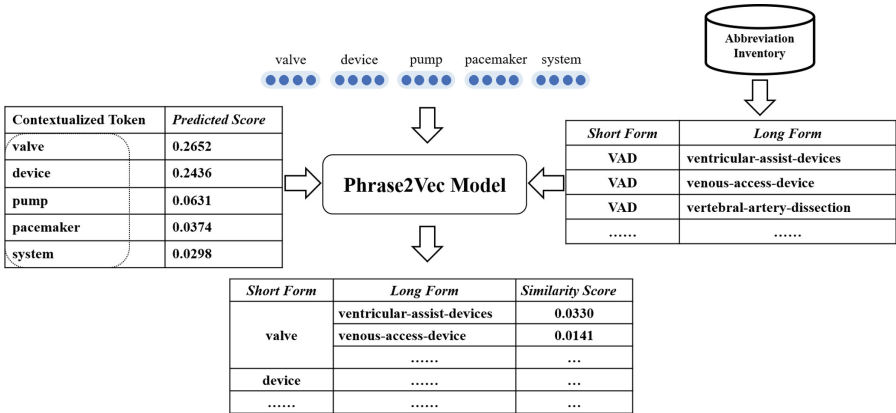 valve device pump pacemaker system
Abbreviation
Inventory
Contextualized Token Predicted Score
valve 0.2652
device 0.2436
pump 0.0631
pacemaker 0.0374
system 0.0298
Phrase2Vec Model
Short Form Long Form
VAD ventricular-assist-devices
VAD venous-access-device
VAD vertebral-artery-dissection
...... ......
Short Form Long Form Similarity Score
valve ventricular-assist-devices 0.0330
venous-access-device 0.0141
...... ...
device ...... ...
...... ...... ...